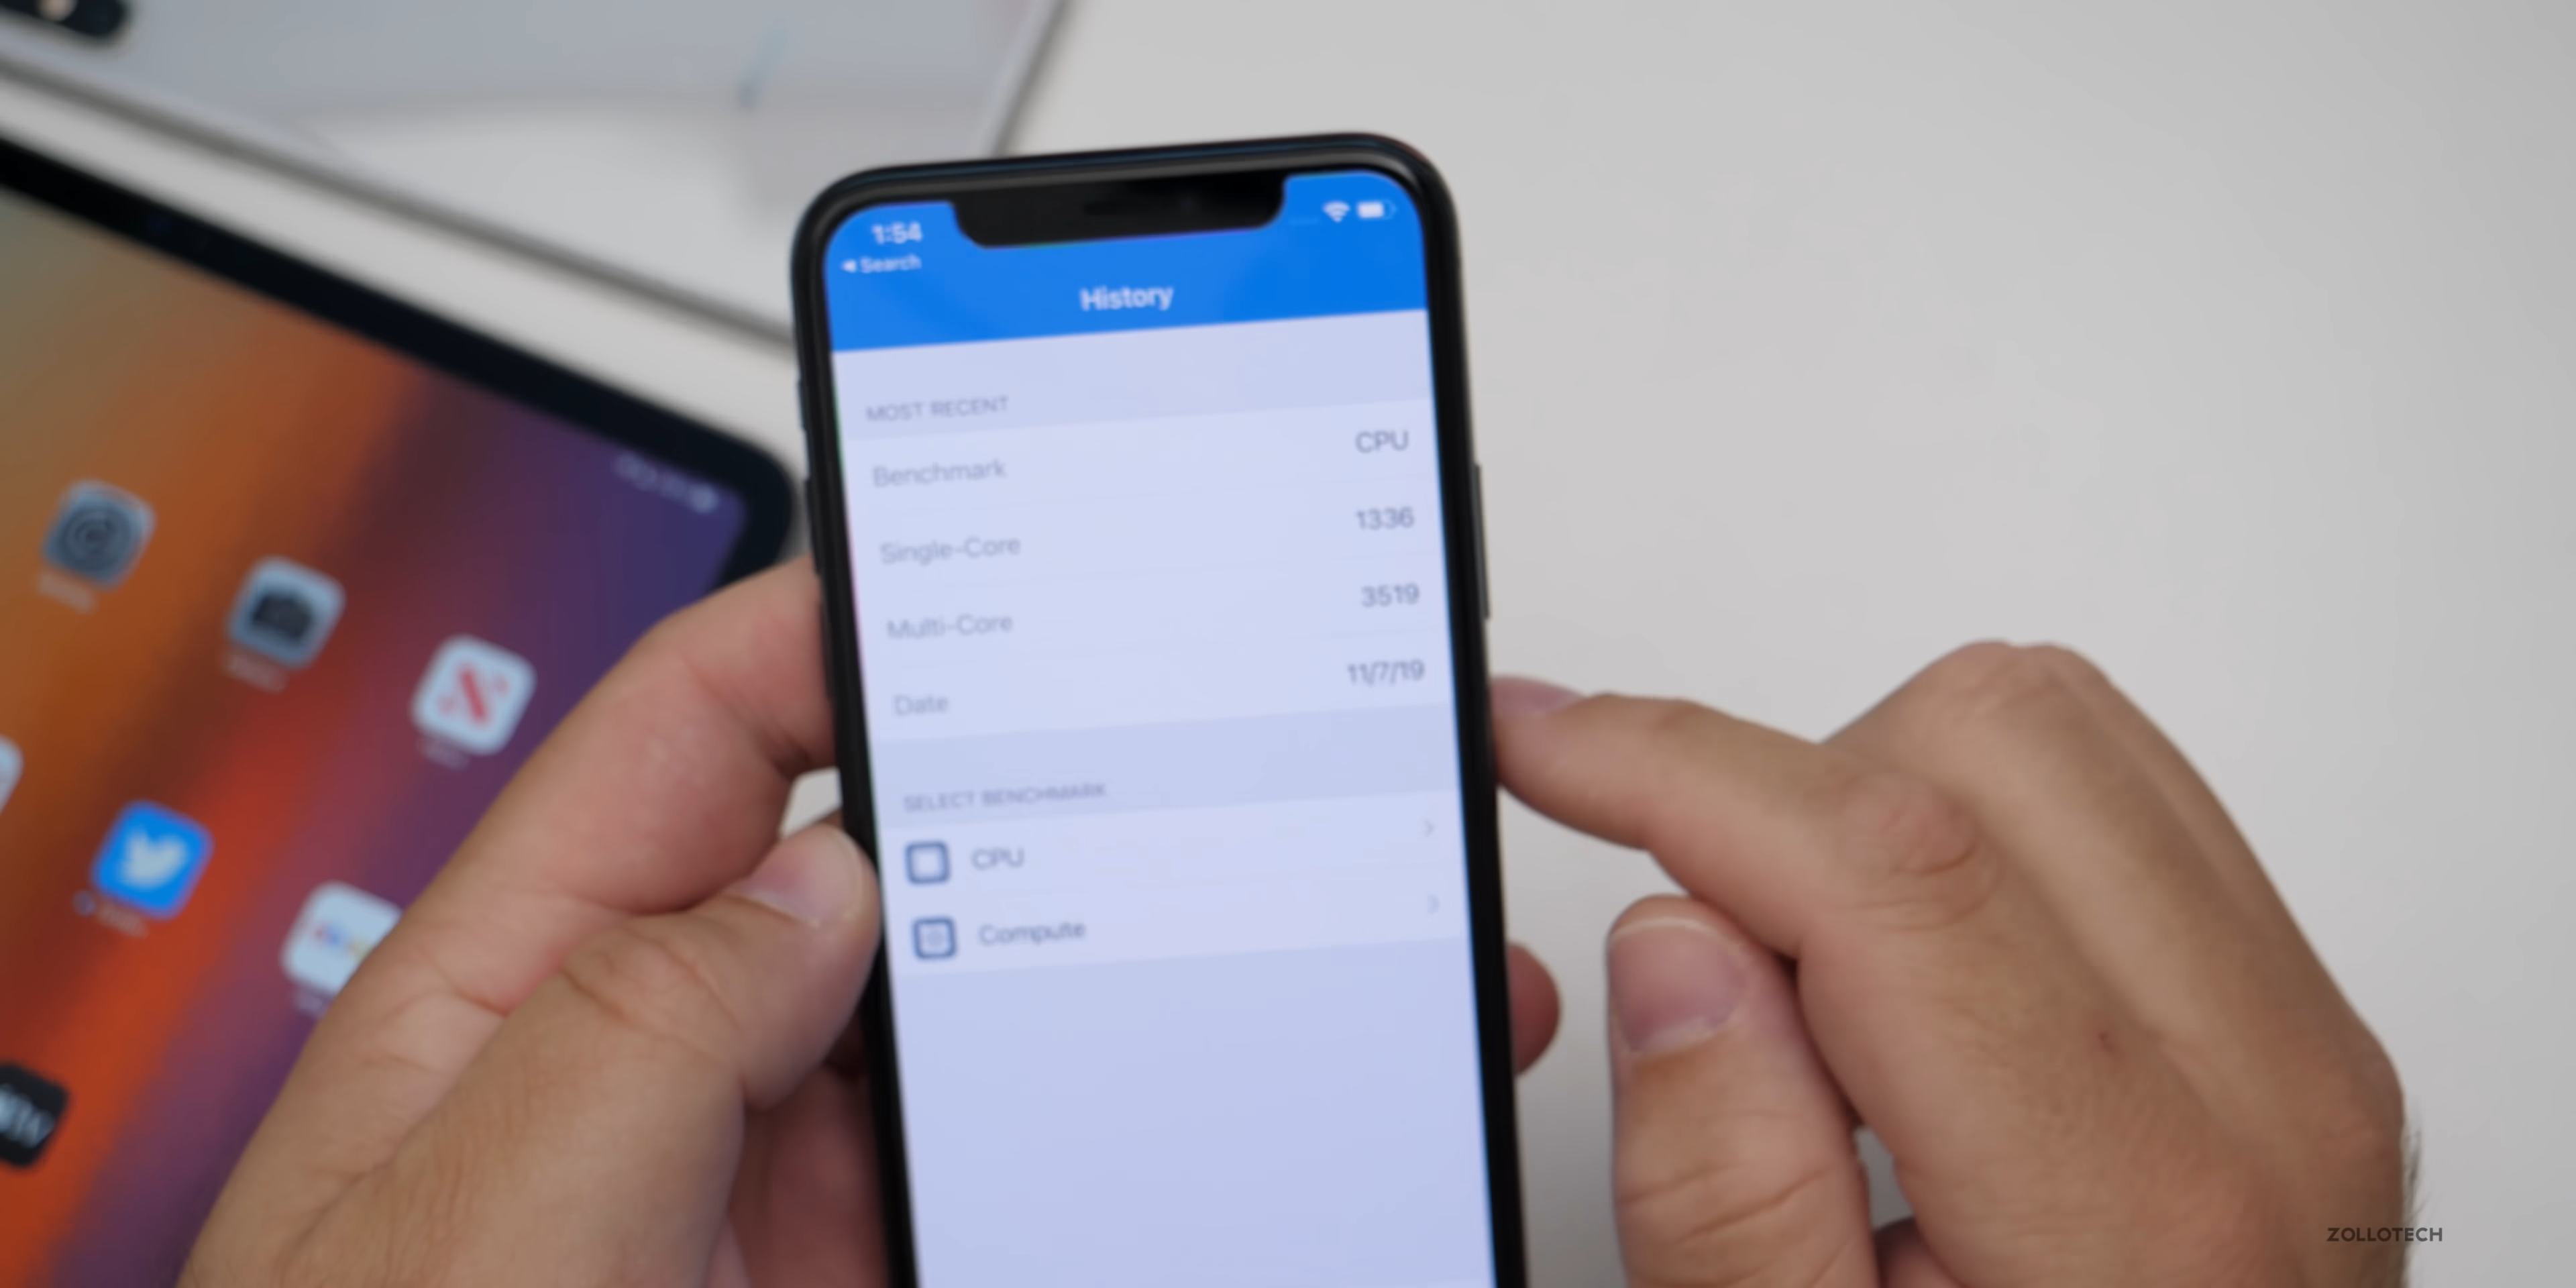 1:54
◀ Search
History
MOST RECENT
Benchmark CPU
Single-Core 1336
Multi-Core 3519
Date 11/7/19
SELECT BENCHMARK
CPU
Compute
ZOLLOTECH